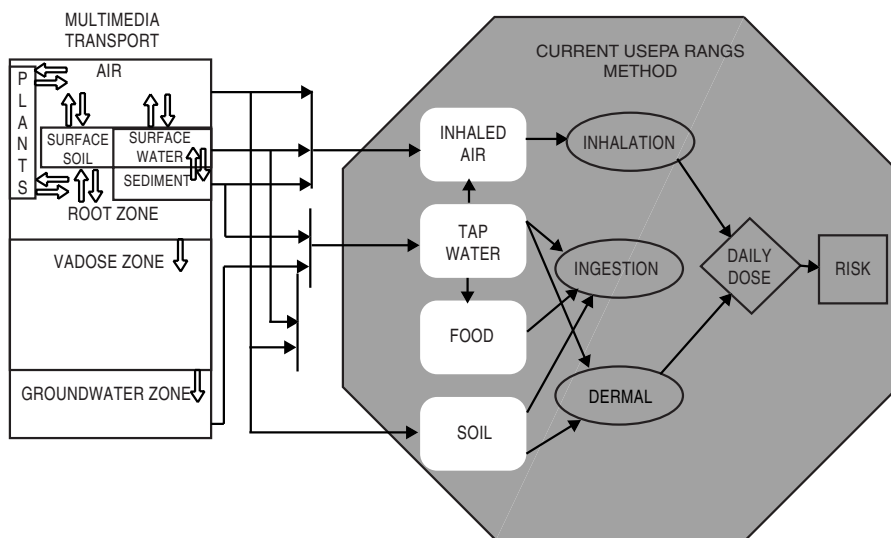 MULTIMEDIA
TRANSPORT
AIR
PLANTS
SURFACE
SOIL
SURFACE
WATER
SEDIMENT
ROOT ZONE
VADOSE ZONE
GROUNDWATER ZONE
CURRENT USEPA RANGS
METHOD
INHALED
AIR
INHALATION
TAP
WATER
INGESTION
FOOD
DERMAL
SOIL
DAILY
DOSE
RISK